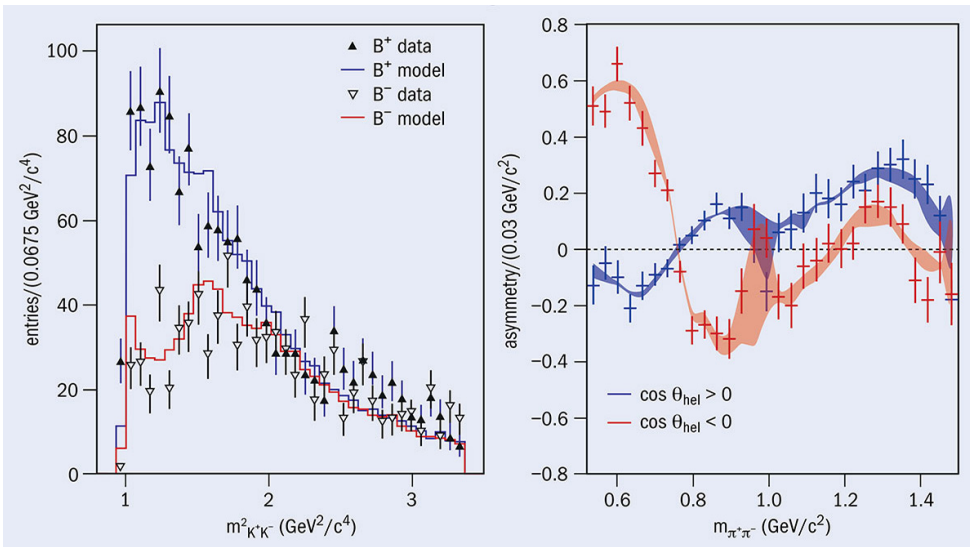 100
80
60
40
20
0
entries/(0.0675 GeV²/c⁴)
B⁺ data
B⁺ model
B⁻ data
B⁻ model
1
2
3
m²K⁺K⁻ (GeV²/c⁴)
0.8
0.6
0.4
0.2
0
−0.2
−0.4
−0.6
−0.8
asymmetry/(0.03 GeV/c²)
cos θhel > 0
cos θhel < 0
0.6
0.8
1.0
1.2
1.4
mπ⁺π⁻ (GeV/c²)